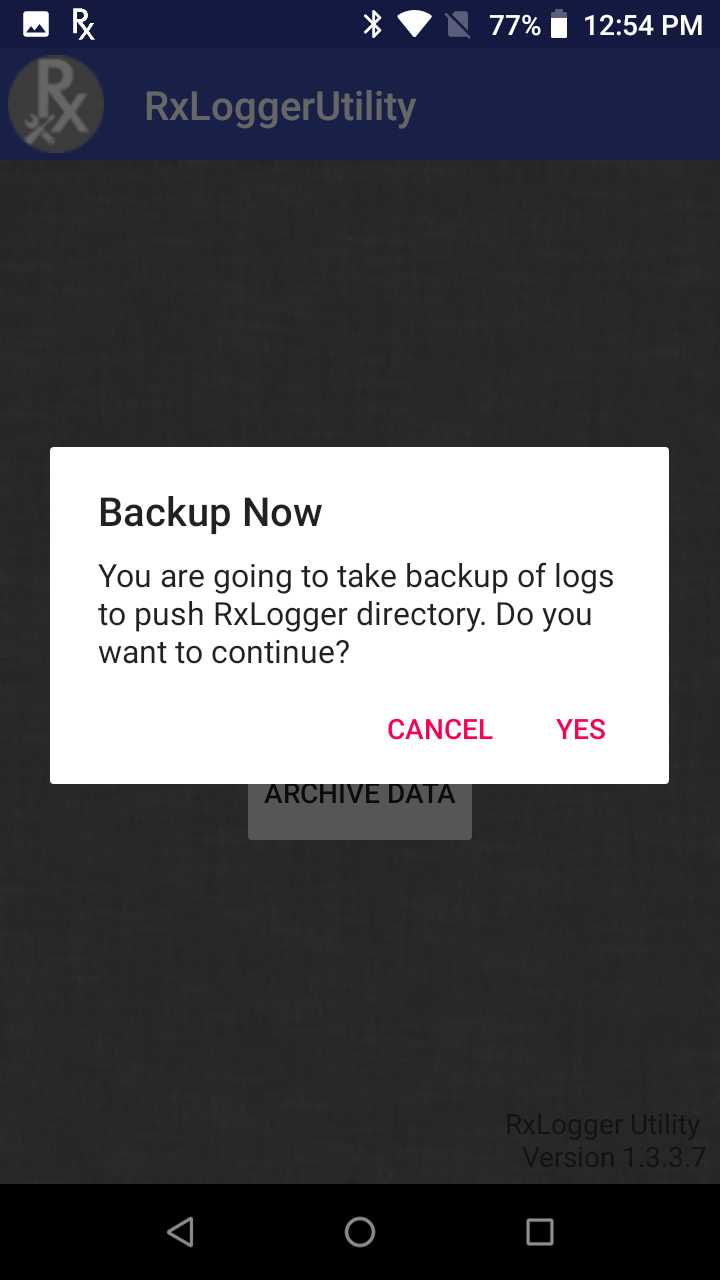 Rx
77%
12:54 PM
Rx
RxLoggerUtility
Backup Now
You are going to take backup of logs
to push RxLogger directory. Do you
want to continue?
CANCEL
YES
ARCHIVE DATA
RxLogger Utility
Version 1.3.3.7